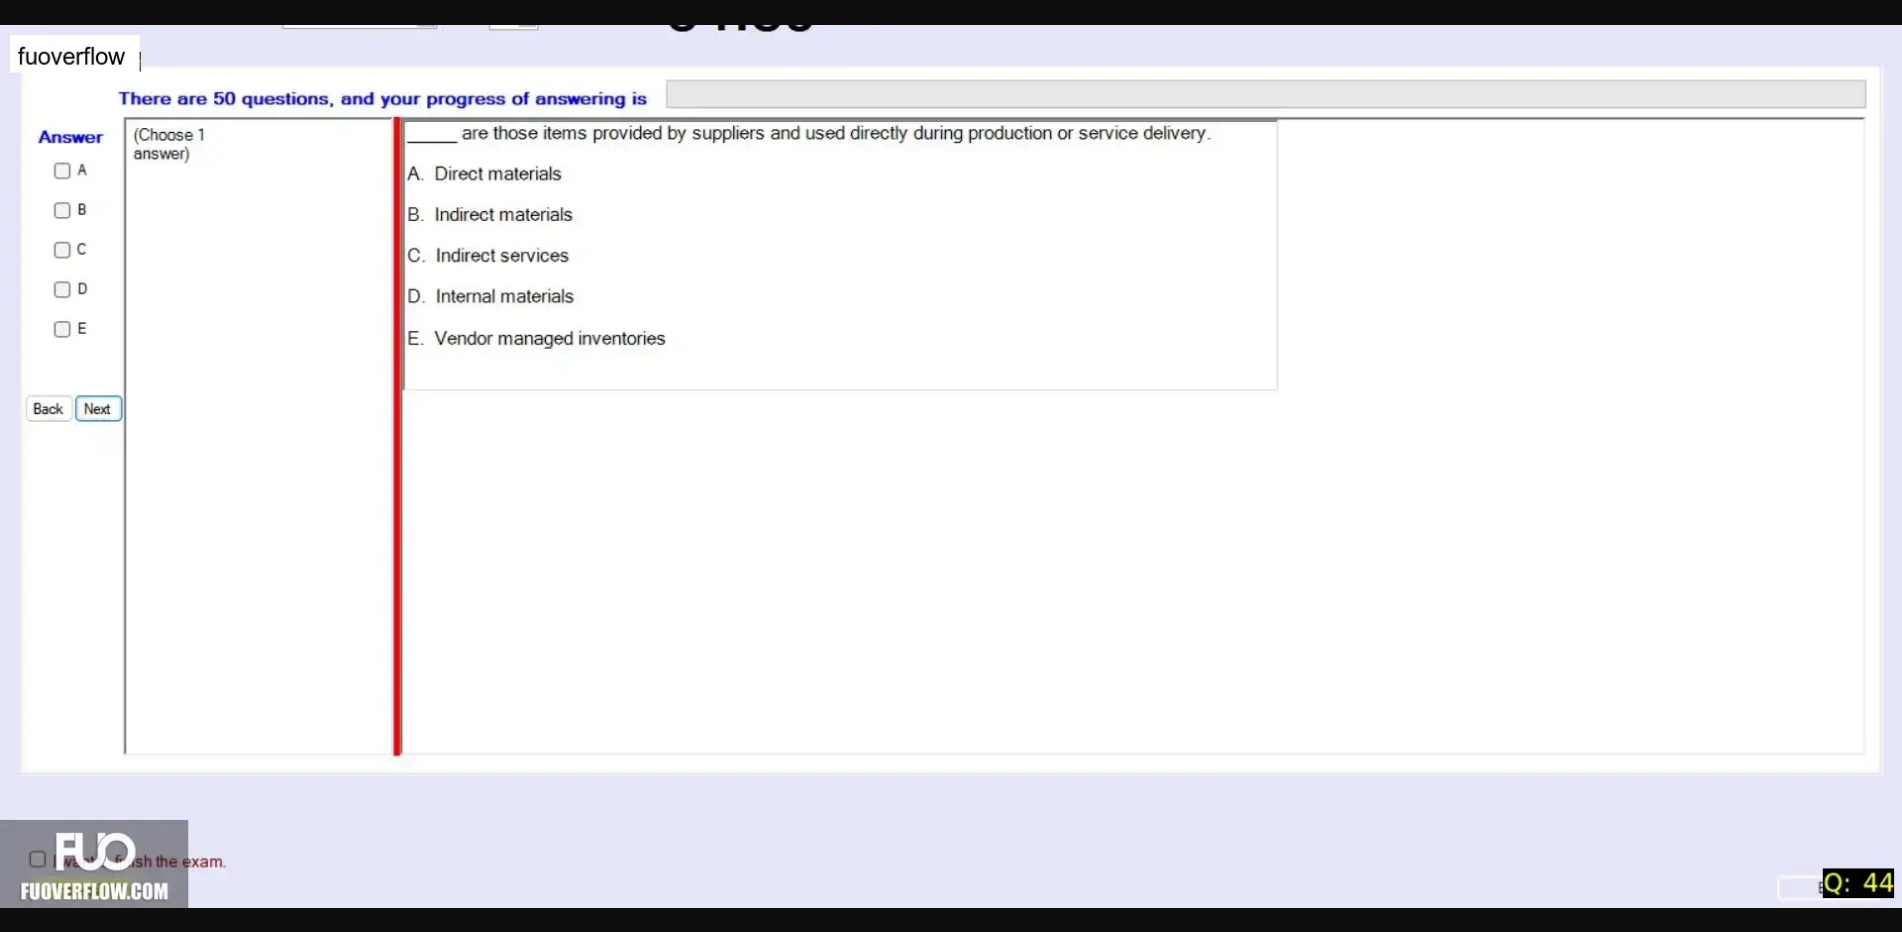 fuoverflow
There are 50 questions, and your progress of answering is
Answer
(Choose 1
answer)
A
B
C
D
E
Back Next
_____ are those items provided by suppliers and used directly during production or service delivery.
A. Direct materials
B. Indirect materials
C. Indirect services
D. Internal materials
E. Vendor managed inventories
FUO
the exam.
FUOVERFLOW.COM
Q: 44